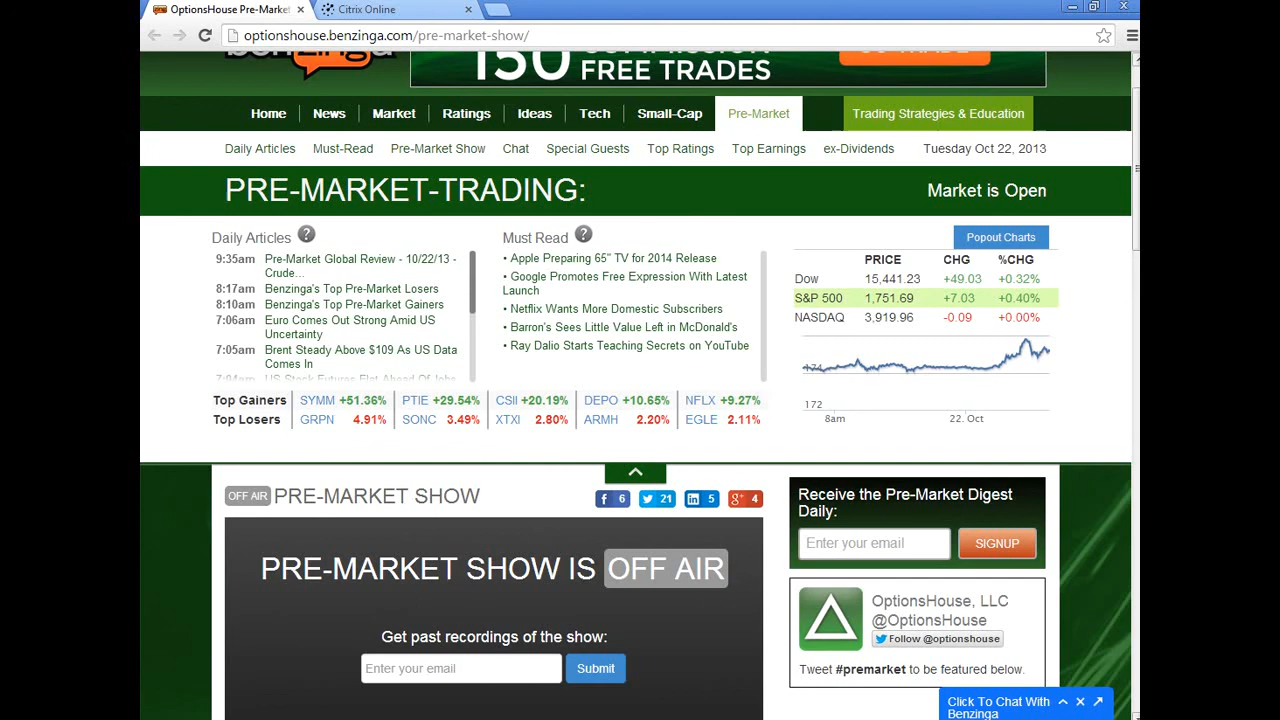 OptionsHouse Pre-Market
Citrix Online
optionshouse.benzinga.com/pre-market-show/
benzinga
150
FREE TRADES
Home News Market Ratings Ideas Tech Small-Cap Pre-Market Trading Strategies & Education
Daily Articles Must-Read Pre-Market Show Chat Special Guests Top Ratings Top Earnings ex-Dividends Tuesday Oct 22, 2013
PRE-MARKET-TRADING:
Market is Open
Daily Articles ?
9:35am Pre-Market Global Review - 10/22/13 -
Crude...
8:17am Benzinga's Top Pre-Market Losers
8:10am Benzinga's Top Pre-Market Gainers
7:06am Euro Comes Out Strong Amid US
Uncertainty
7:05am Brent Steady Above $109 As US Data
Comes In
Must Read ?
• Apple Preparing 65" TV for 2014 Release
• Google Promotes Free Expression With Latest
Launch
• Netflix Wants More Domestic Subscribers
• Barron's Sees Little Value Left in McDonald's
• Ray Dalio Starts Teaching Secrets on YouTube
Popout Charts
PRICE CHG %CHG
Dow 15,441.23 +49.03 +0.32%
S&P 500 1,751.69 +7.03 +0.40%
NASDAQ 3,919.96 -0.09 +0.00%
174
172
8am 22. Oct
Top Gainers SYMM +51.36% PTIE +29.54% CSII +20.19% DEPO +10.65% NFLX +9.27%
Top Losers GRPN 4.91% SONC 3.49% XTXI 2.80% ARMH 2.20% EGLE 2.11%
OFF AIR PRE-MARKET SHOW
f 6 21 in 5 g+ 4
PRE-MARKET SHOW IS OFF AIR
Get past recordings of the show:
Enter your email Submit
Receive the Pre-Market Digest
Daily:
Enter your email SIGNUP
OptionsHouse, LLC
@OptionsHouse
Follow @optionshouse
Tweet #premarket to be featured below.
Click To Chat With
Benzinga